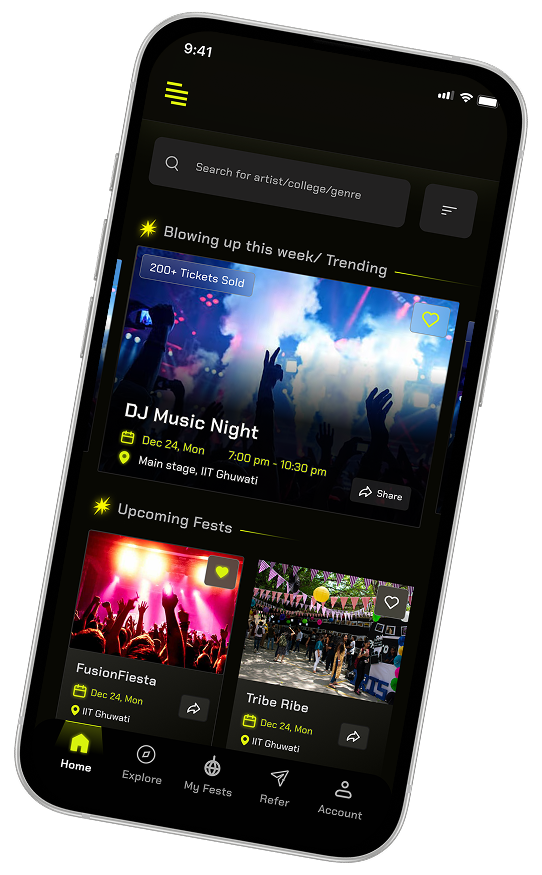 9:41
Search for artist/college/genre
Blowing up this week/ Trending
200+ Tickets Sold
DJ Music Night
Dec 24, Mon 7:00 pm - 10:30 pm
Main stage, IIT Ghuwati
Share
Upcoming Fests
FusionFiesta
Dec 24, Mon
IIT Ghuwati
Tribe Ribe
Dec 24, Mon
IIT Ghuwati
Home
Explore
My Fests
Refer
Account